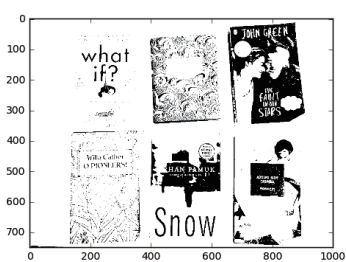 0
100
200
300
400
500
600
700
0
200
400
600
800
1000
what
if?
JOHN GREEN
THE
FAULT
IN OUR
STARS
Willa Cather
O PIONEERS!
HAN PAMUK
Snow